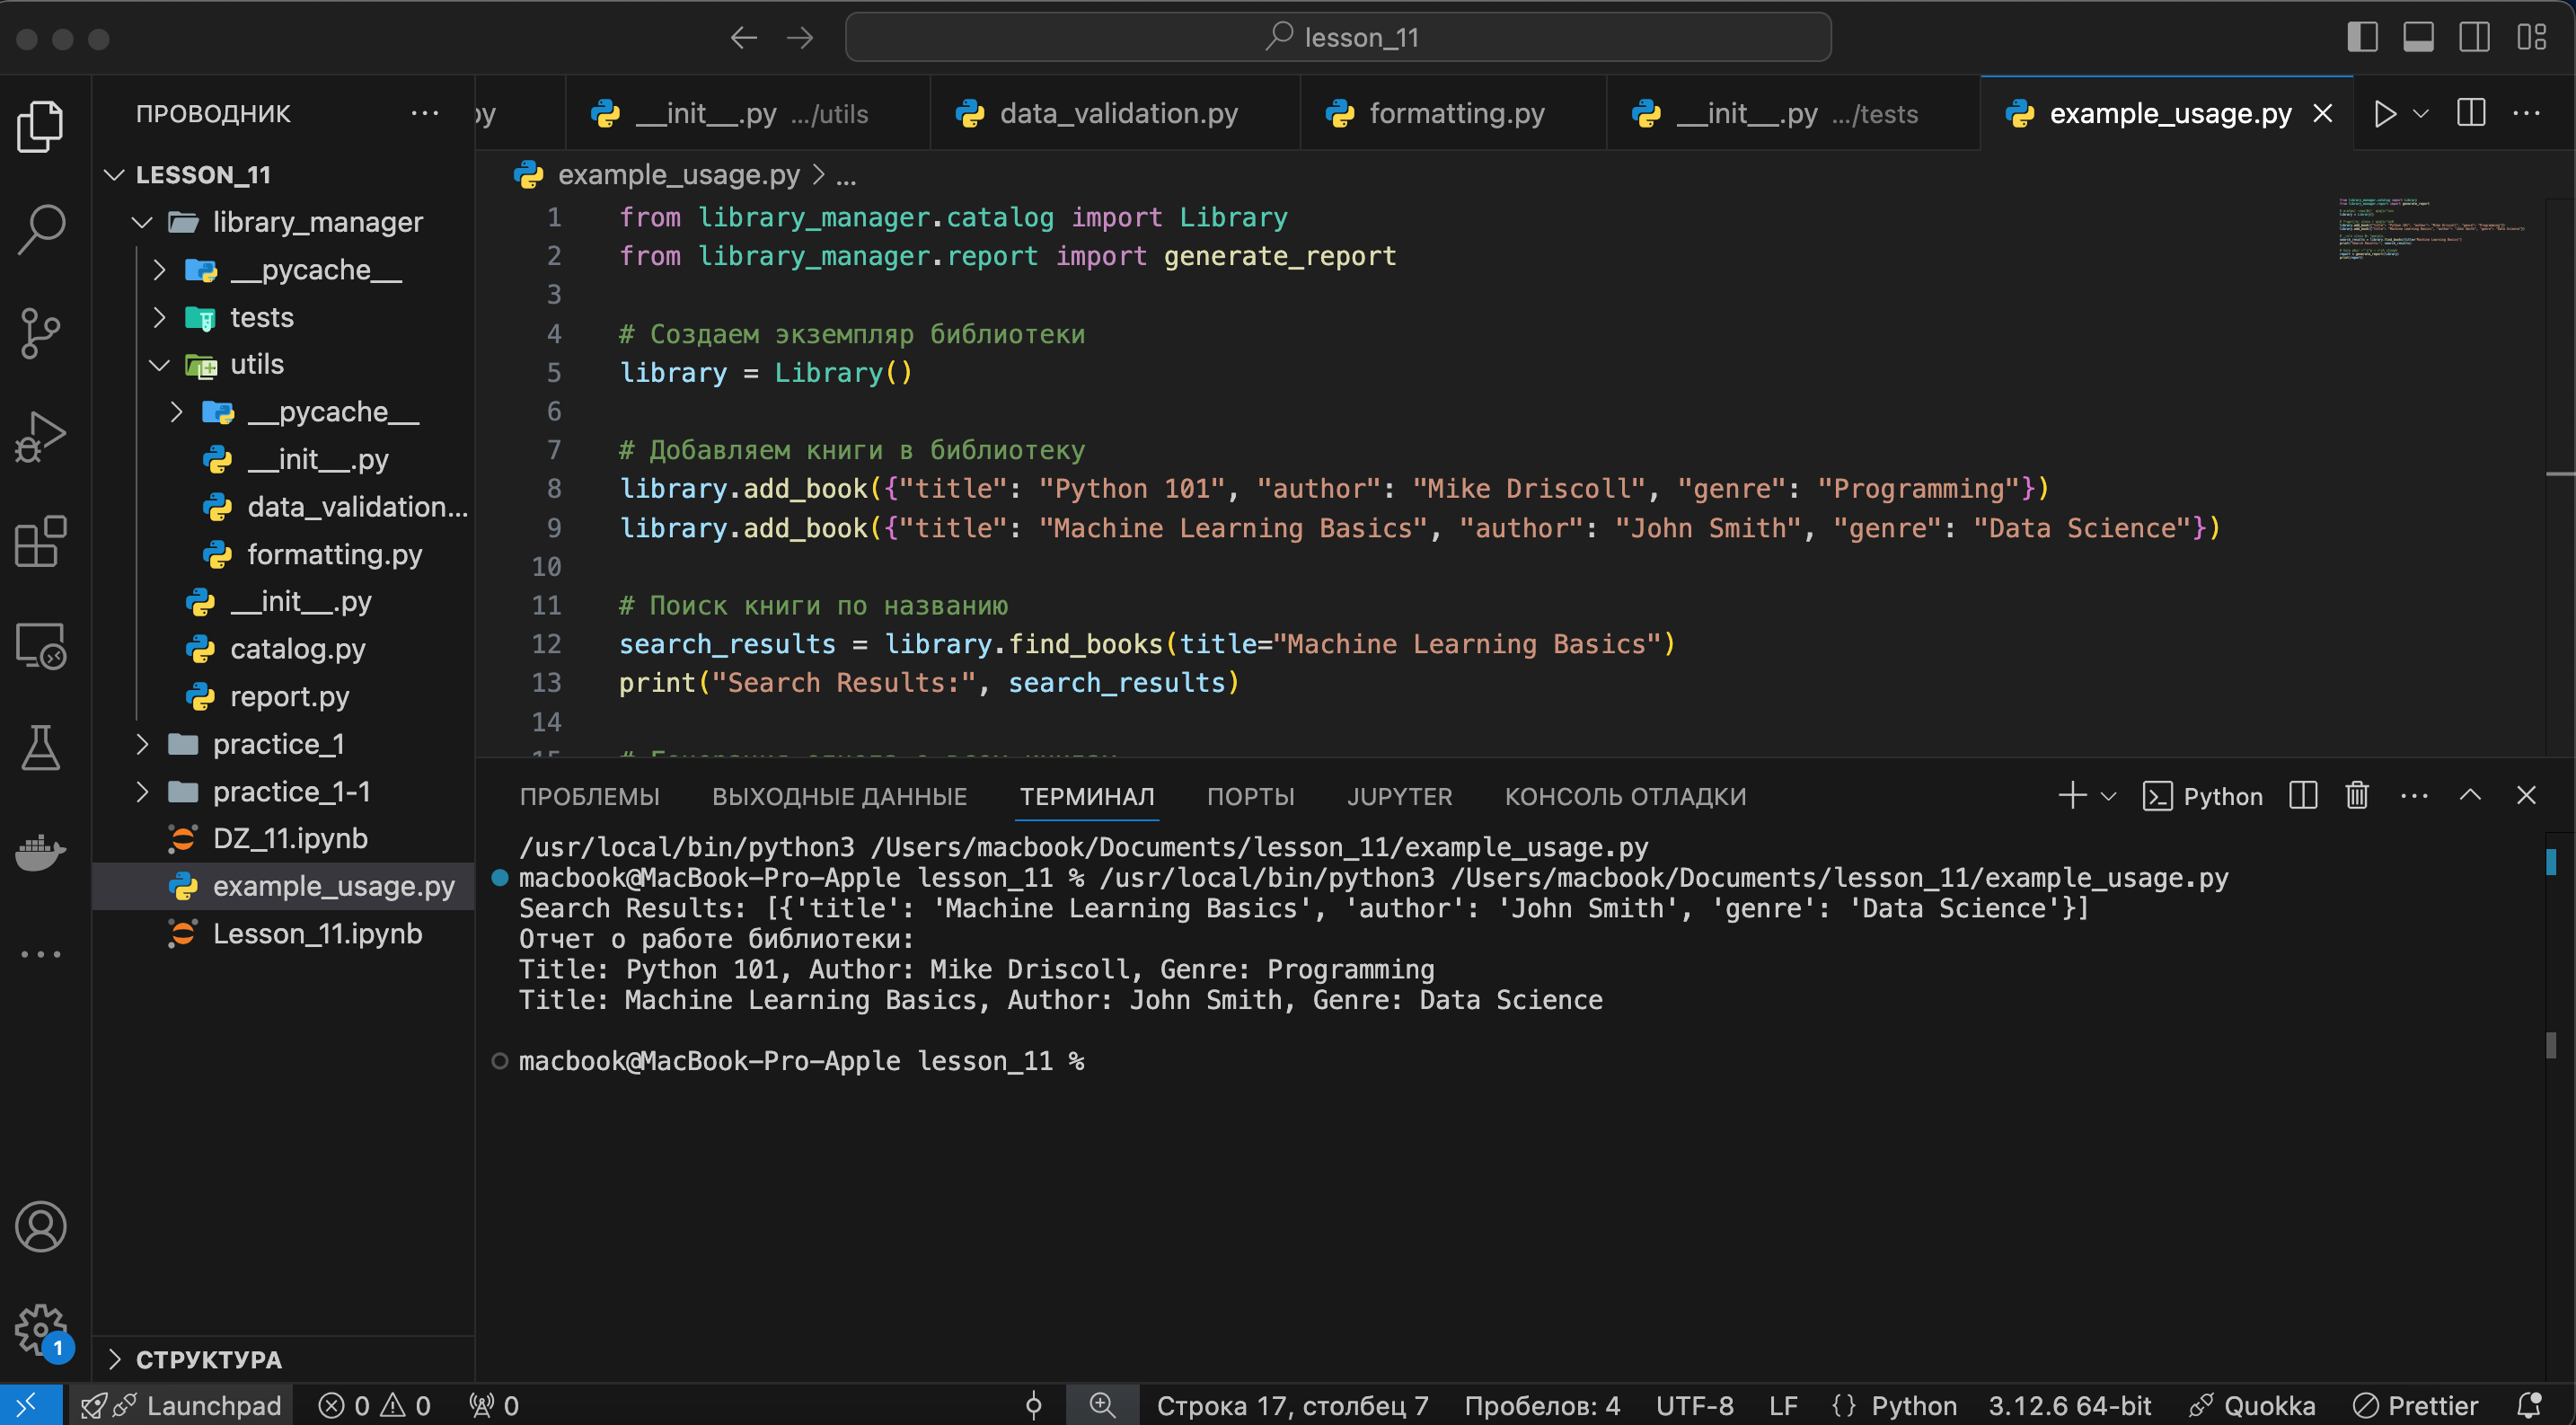 lesson_11
ПРОВОДНИК
LESSON_11
library_manager
__pycache__
tests
utils
__pycache__
__init__.py
data_validation...
formatting.py
__init__.py
catalog.py
report.py
practice_1
practice_1-1
DZ_11.ipynb
example_usage.py
Lesson_11.ipynb
СТРУКТУРА
py
__init__.py .../utils
data_validation.py
formatting.py
__init__.py .../tests
example_usage.py
example_usage.py > ...
1 from library_manager.catalog import Library
2 from library_manager.report import generate_report
3
4 # Создаем экземпляр библиотеки
5 library = Library()
6
7 # Добавляем книги в библиотеку
8 library.add_book({"title": "Python 101", "author": "Mike Driscoll", "genre": "Programming"})
9 library.add_book({"title": "Machine Learning Basics", "author": "John Smith", "genre": "Data Science"})
10
11 # Поиск книги по названию
12 search_results = library.find_books(title="Machine Learning Basics")
13 print("Search Results:", search_results)
14
ПРОБЛЕМЫ ВЫХОДНЫЕ ДАННЫЕ ТЕРМИНАЛ ПОРТЫ JUPYTER КОНСОЛЬ ОТЛАДКИ Python
/usr/local/bin/python3 /Users/macbook/Documents/lesson_11/example_usage.py
macbook@MacBook-Pro-Apple lesson_11 % /usr/local/bin/python3 /Users/macbook/Documents/lesson_11/example_usage.py
Search Results: [{'title': 'Machine Learning Basics', 'author': 'John Smith', 'genre': 'Data Science'}]
Отчет о работе библиотеки:
Title: Python 101, Author: Mike Driscoll, Genre: Programming
Title: Machine Learning Basics, Author: John Smith, Genre: Data Science
macbook@MacBook-Pro-Apple lesson_11 %
1
Launchpad 0 0 0 Строка 17, столбец 7 Пробелов: 4 UTF-8 LF {} Python 3.12.6 64-bit Quokka Prettier